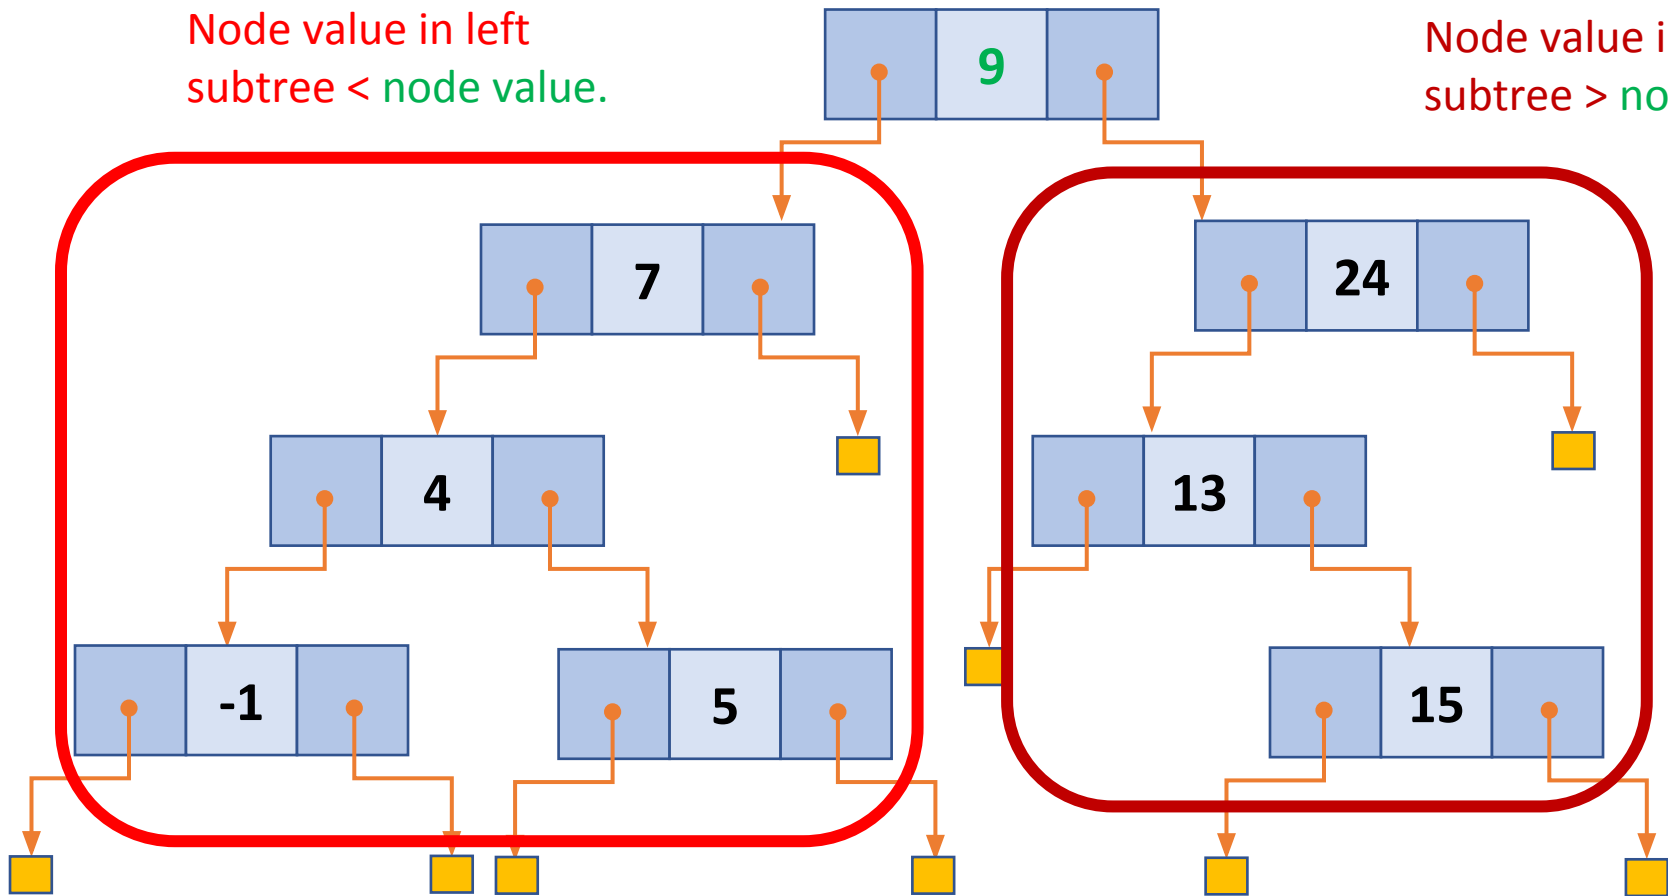 Node value in left
subtree < node value.
9
Node value i
subtree > no
7
24
4
13
-1
5
15